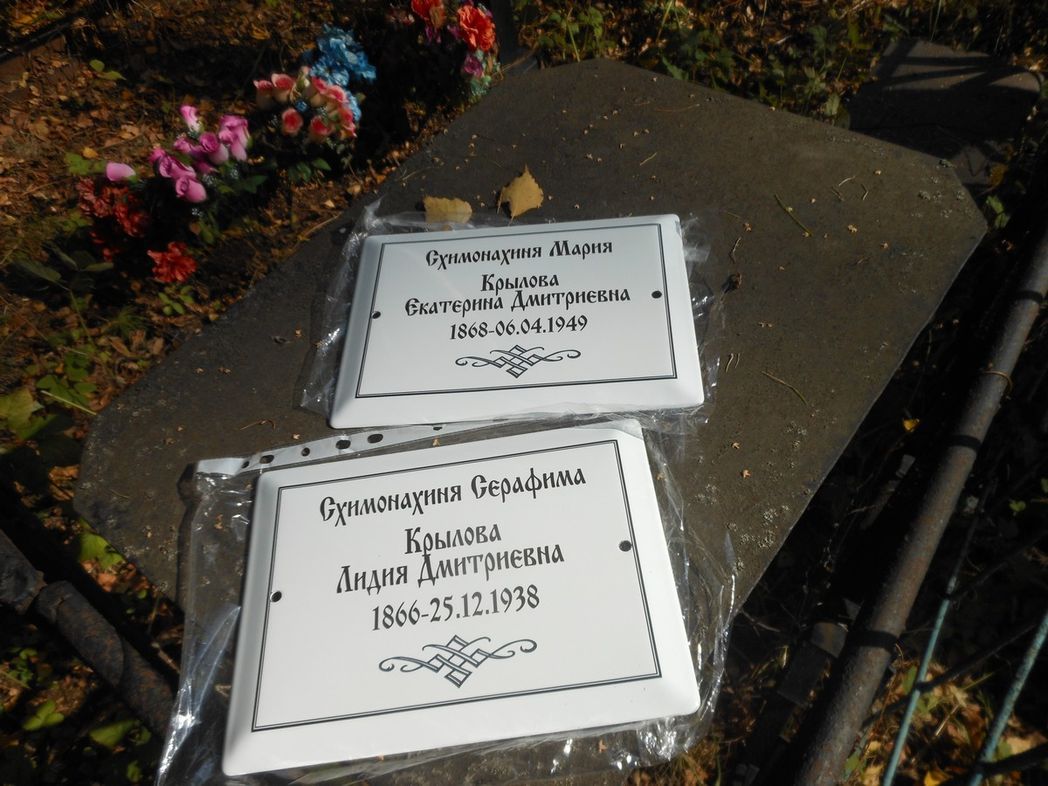 Схимонахиня Мария
Крылова
Екатерина Дмитриевна
1868-06.04.1949
Схимонахиня Серафима
Крылова
Лидия Дмитриевна
1866-25.12.1938